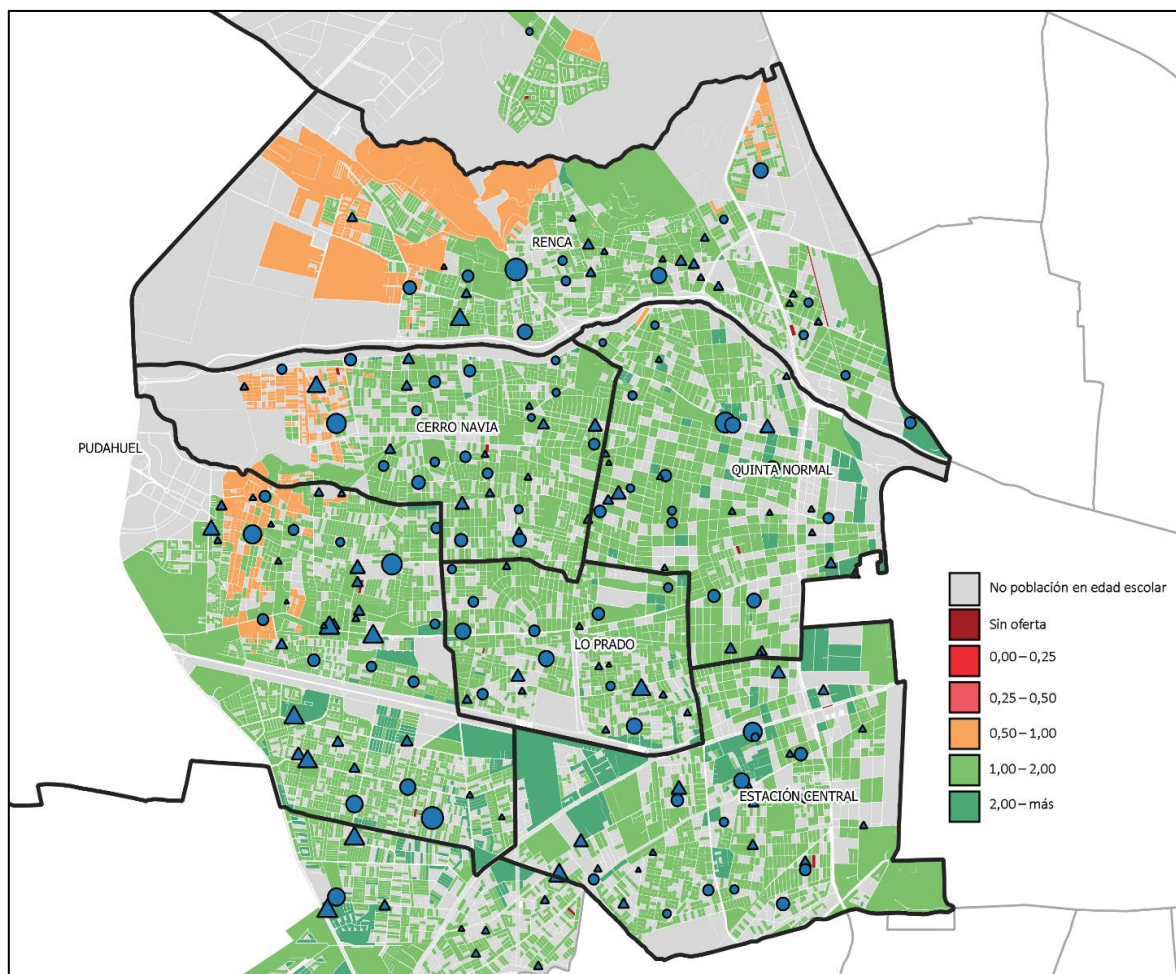 RENCA
CERRO NAVIA
PUDAHUEL
QUINTA NORMAL
LO PRADO
ESTACIÓN CENTRAL
No población en edad escolar
Sin oferta
0,00 – 0,25
0,25 – 0,50
0,50 – 1,00
1,00 – 2,00
2,00 – más